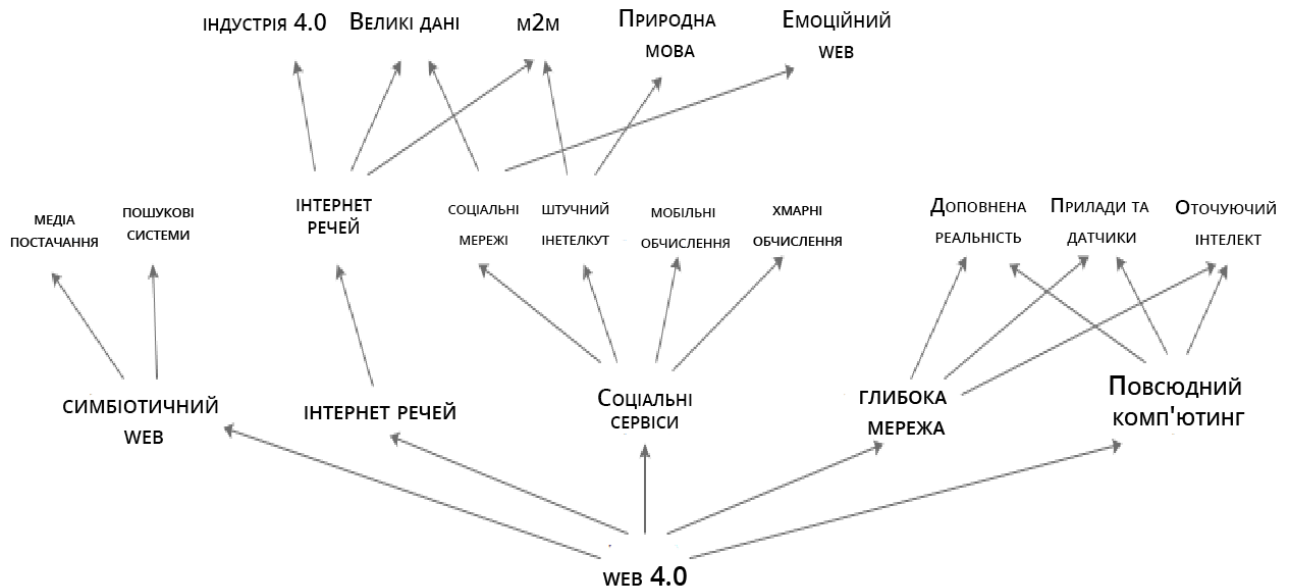 ІНДУСТРІЯ 4.0
ВЕЛИКІ ДАНІ
М2М
ПРИРОДНА
МОВА
ЕМОЦІЙНИЙ
WEB
МЕДІА
ПОСТАЧАННЯ
ПОШУКОВІ
СИСТЕМИ
ІНТЕРНЕТ
РЕЧЕЙ
СОЦІАЛЬНІ
МЕРЕЖІ
ШТУЧНИЙ
ІНЕТЕЛКУТ
МОБІЛЬНІ
ОБЧИСЛЕННЯ
ХМАРНІ
ОБЧИСЛЕННЯ
ДОПОВНЕНА
РЕАЛЬНІСТЬ
ПРИЛАДИ ТА
ДАТЧИКИ
ОТОЧУЮЧИЙ
ІНТЕЛЕКТ
СИМБІОТИЧНИЙ
WEB
ІНТЕРНЕТ РЕЧЕЙ
СОЦІАЛЬНІ
СЕРВІСИ
ГЛИБОКА
МЕРЕЖА
ПОВСЮДНИЙ
КОМП'ЮТИНГ
WEB 4.0